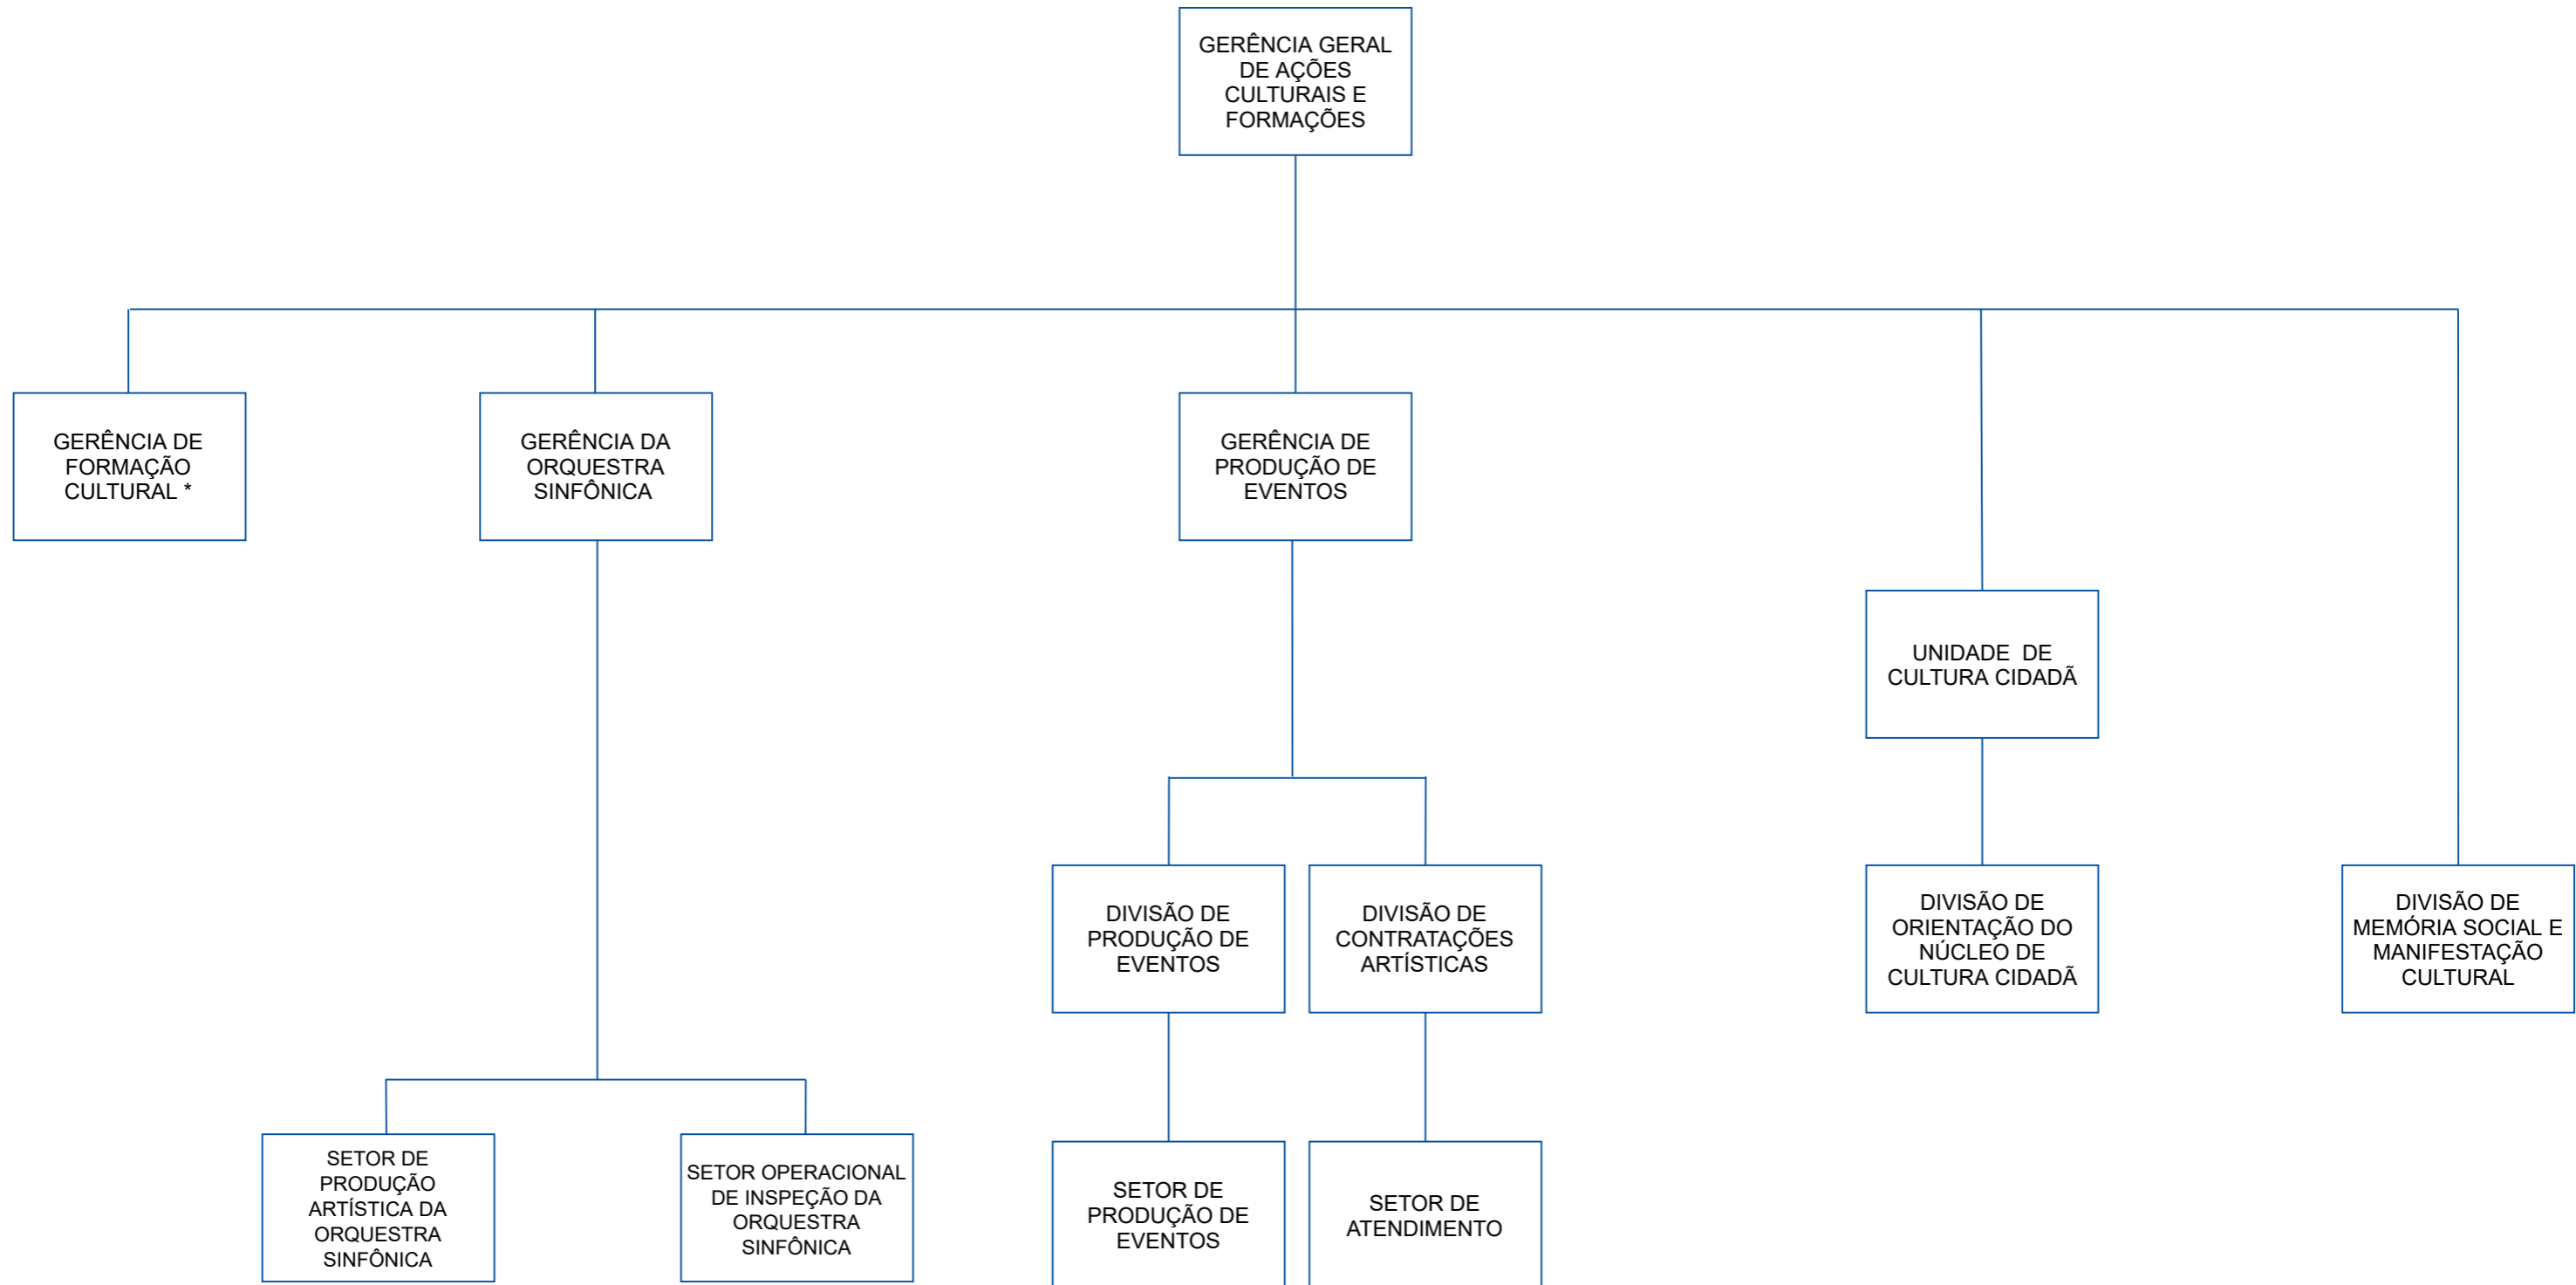 GERÊNCIA GERAL
DE AÇÕES
CULTURAIS E
FORMAÇÕES
GERÊNCIA DE
FORMAÇÃO
CULTURAL *
GERÊNCIA DA
ORQUESTRA
SINFÔNICA
GERÊNCIA DE
PRODUÇÃO DE
EVENTOS
UNIDADE  DE
CULTURA CIDADÃ
DIVISÃO DE
PRODUÇÃO DE
EVENTOS
DIVISÃO DE
CONTRATAÇÕES
ARTÍSTICAS
DIVISÃO DE
ORIENTAÇÃO DO
NÚCLEO DE
CULTURA CIDADÃ
DIVISÃO DE
MEMÓRIA SOCIAL E
MANIFESTAÇÃO
CULTURAL
SETOR DE
PRODUÇÃO
ARTÍSTICA DA
ORQUESTRA
SINFÔNICA
SETOR OPERACIONAL
DE INSPEÇÃO DA
ORQUESTRA
SINFÔNICA
SETOR DE
PRODUÇÃO DE
EVENTOS
SETOR DE
ATENDIMENTO